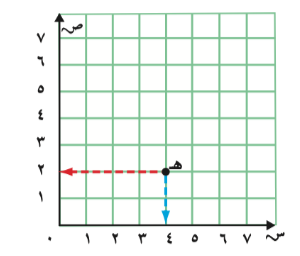 ص
٧
٦
٥
٤
٣
٢
هـ
١
٠ ١ ٢ ٣ ٤ ٥ ٦ ٧ س